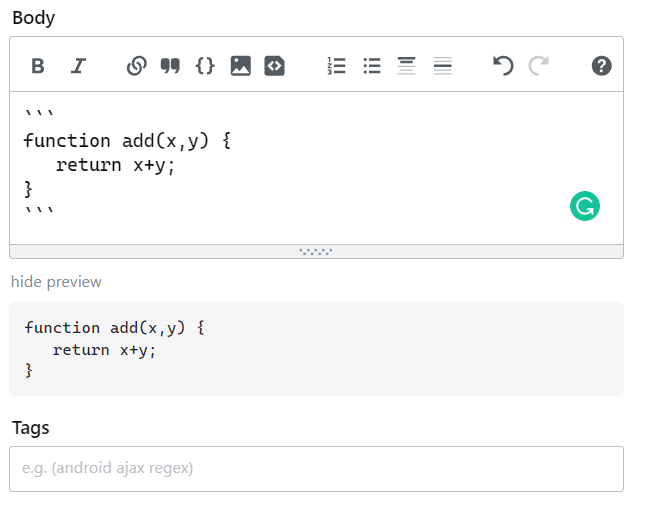 Body
B I
```
function add(x,y) {
   return x+y;
}
```
hide preview
function add(x,y) {
   return x+y;
}
Tags
e.g. (android ajax regex)